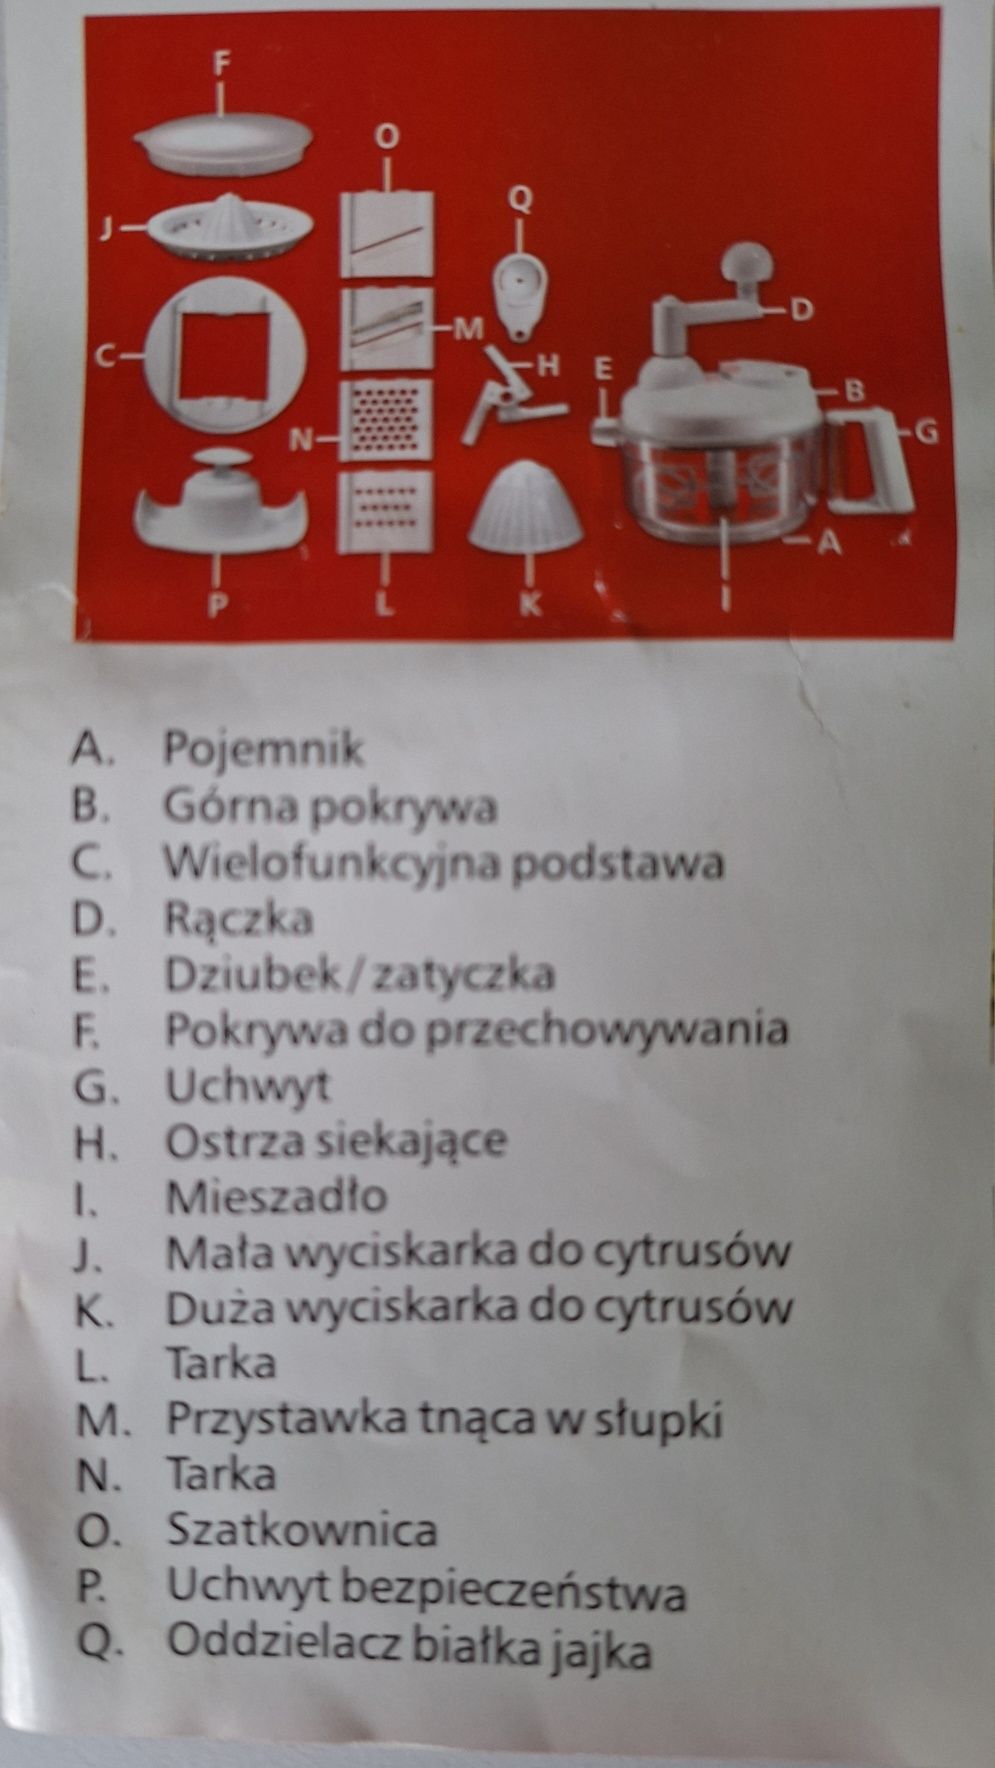 F
O
Q
J
D
M
C
H
E
B
N
G
A
P
L
K
I
A. Pojemnik
B. Górna pokrywa
C. Wielofunkcyjna podstawa
D. Rączka
E. Dziubek / zatyczka
F. Pokrywa do przechowywania
G. Uchwyt
H. Ostrza siekające
I. Mieszadło
J. Mała wyciskarka do cytrusów
K. Duża wyciskarka do cytrusów
L. Tarka
M. Przystawka tnąca w słupki
N. Tarka
O. Szatkownica
P. Uchwyt bezpieczeństwa
Q. Oddzielacz białka jajka